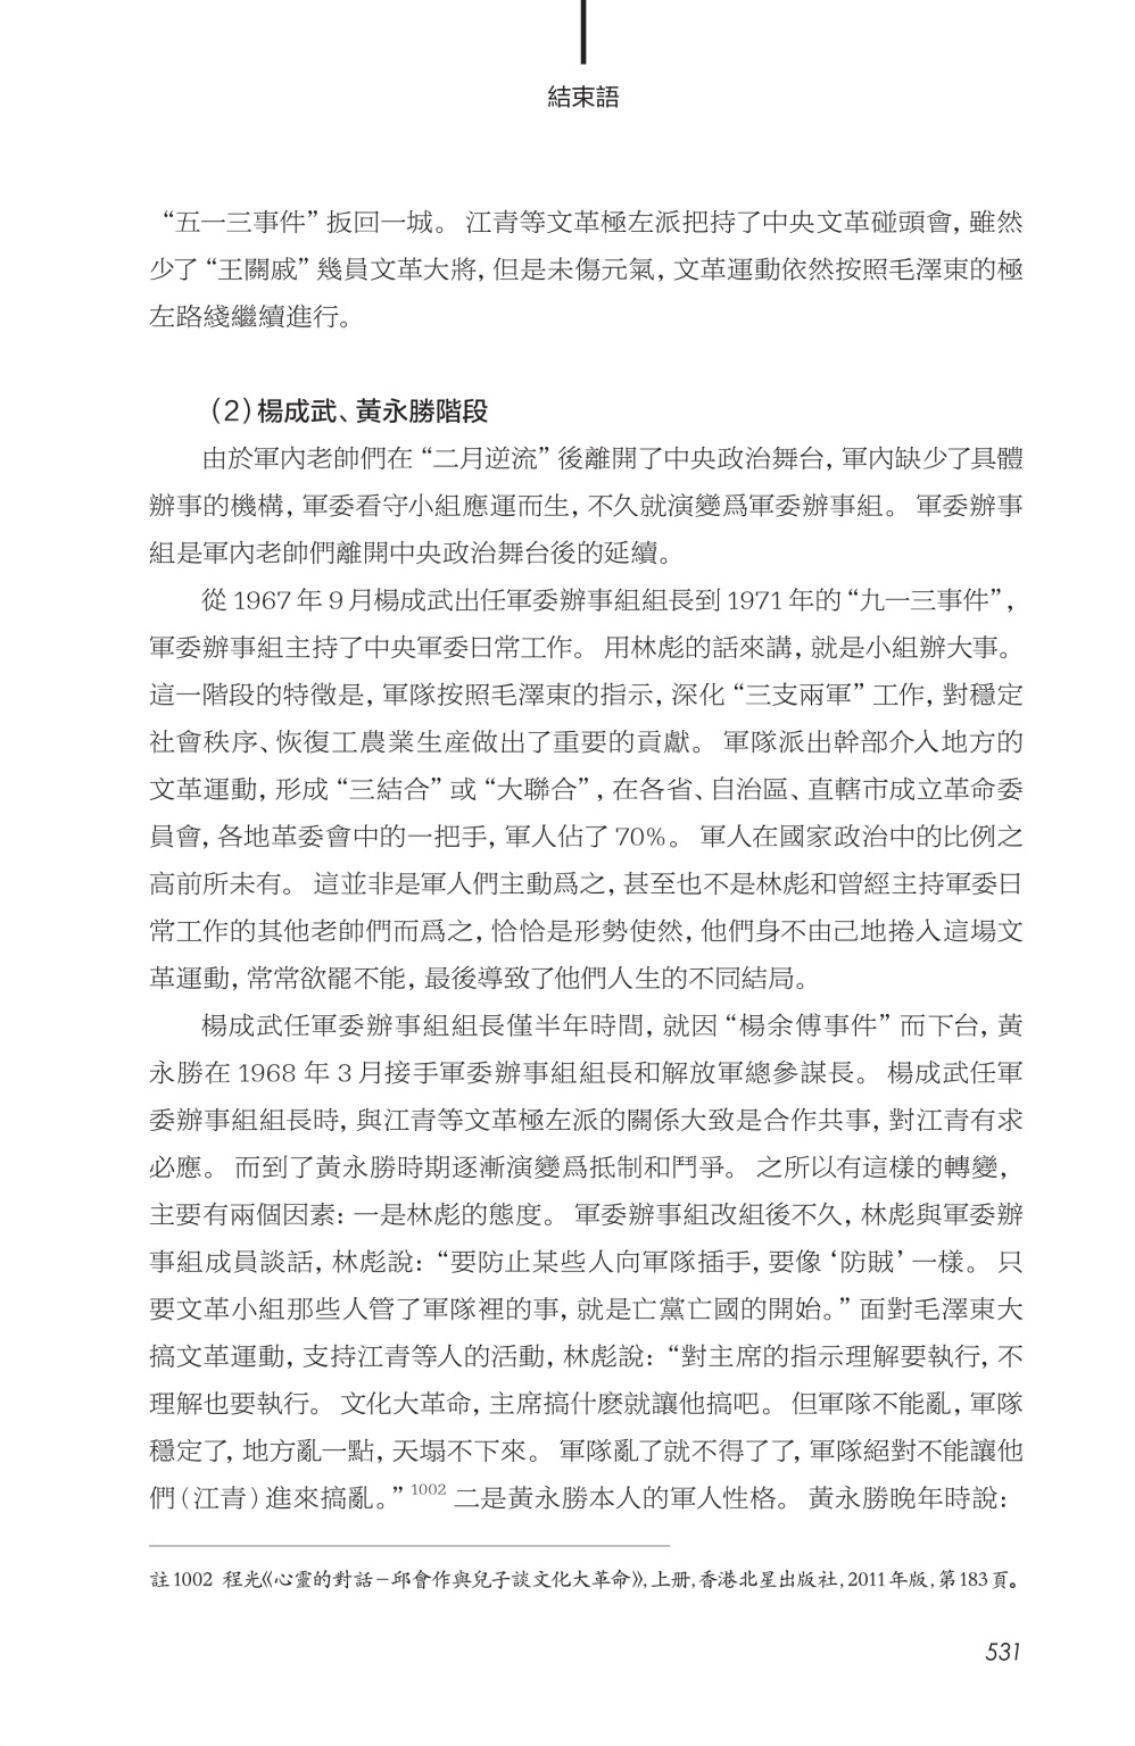 結束語
“五一三事件”扳回一城。江青等文革極左派把持了中央文革碰頭會，雖然
少了“王關戚”幾員文革大將，但是未傷元氣，文革運動依然按照毛澤東的極
左路綫繼續進行。
（2）楊成武、黃永勝階段
由於軍內老帥們在“二月逆流”後離開了中央政治舞台，軍內缺少了具體
辦事的機構，軍委看守小組應運而生，不久就演變爲軍委辦事組。軍委辦事
組是軍內老帥們離開中央政治舞台後的延續。
從1967年9月楊成武出任軍委辦事組組長到1971年的“九一三事件”，
軍委辦事組主持了中央軍委日常工作。用林彪的話來講，就是小組辦大事。
這一階段的特徵是，軍隊按照毛澤東的指示，深化“三支兩軍”工作，對穩定
社會秩序、恢復工農業生産做出了重要的貢獻。軍隊派出幹部介入地方的
文革運動，形成“三結合”或“大聯合”，在各省、自治區、直轄市成立革命委
員會，各地革委會中的一把手，軍人佔了70%。軍人在國家政治中的比例之
高前所未有。這並非是軍人們主動爲之，甚至也不是林彪和曾經主持軍委日
常工作的其他老帥們而爲之，恰恰是形勢使然，他們身不由己地捲入這場文
革運動，常常欲罷不能，最後導致了他們人生的不同結局。
楊成武任軍委辦事組組長僅半年時間，就因“楊余傅事件”而下台，黃
永勝在1968年3月接手軍委辦事組組長和解放軍總參謀長。楊成武任軍
委辦事組組長時，與江青等文革極左派的關係大致是合作共事，對江青有求
必應。而到了黃永勝時期逐漸演變爲抵制和鬥爭。之所以有這樣的轉變，
主要有兩個因素：一是林彪的態度。軍委辦事組改組後不久，林彪與軍委辦
事組成員談話，林彪說：“要防止某些人向軍隊插手，要像‘防賊’一樣。只
要文革小組那些人管了軍隊裡的事，就是亡黨亡國的開始。”面對毛澤東大
搞文革運動，支持江青等人的活動，林彪說：“對主席的指示理解要執行，不
理解也要執行。文化大革命，主席搞什麽就讓他搞吧。但軍隊不能亂，軍隊
穩定了，地方亂一點，天塌不下來。軍隊亂了就不得了了，軍隊絕對不能讓他
們（江青）進來搞亂。”1002 二是黃永勝本人的軍人性格。黃永勝晚年時說：
註1002 程光《心靈的對話－邱會作與兒子談文化大革命》，上册，香港北星出版社，2011年版，第183頁。
531